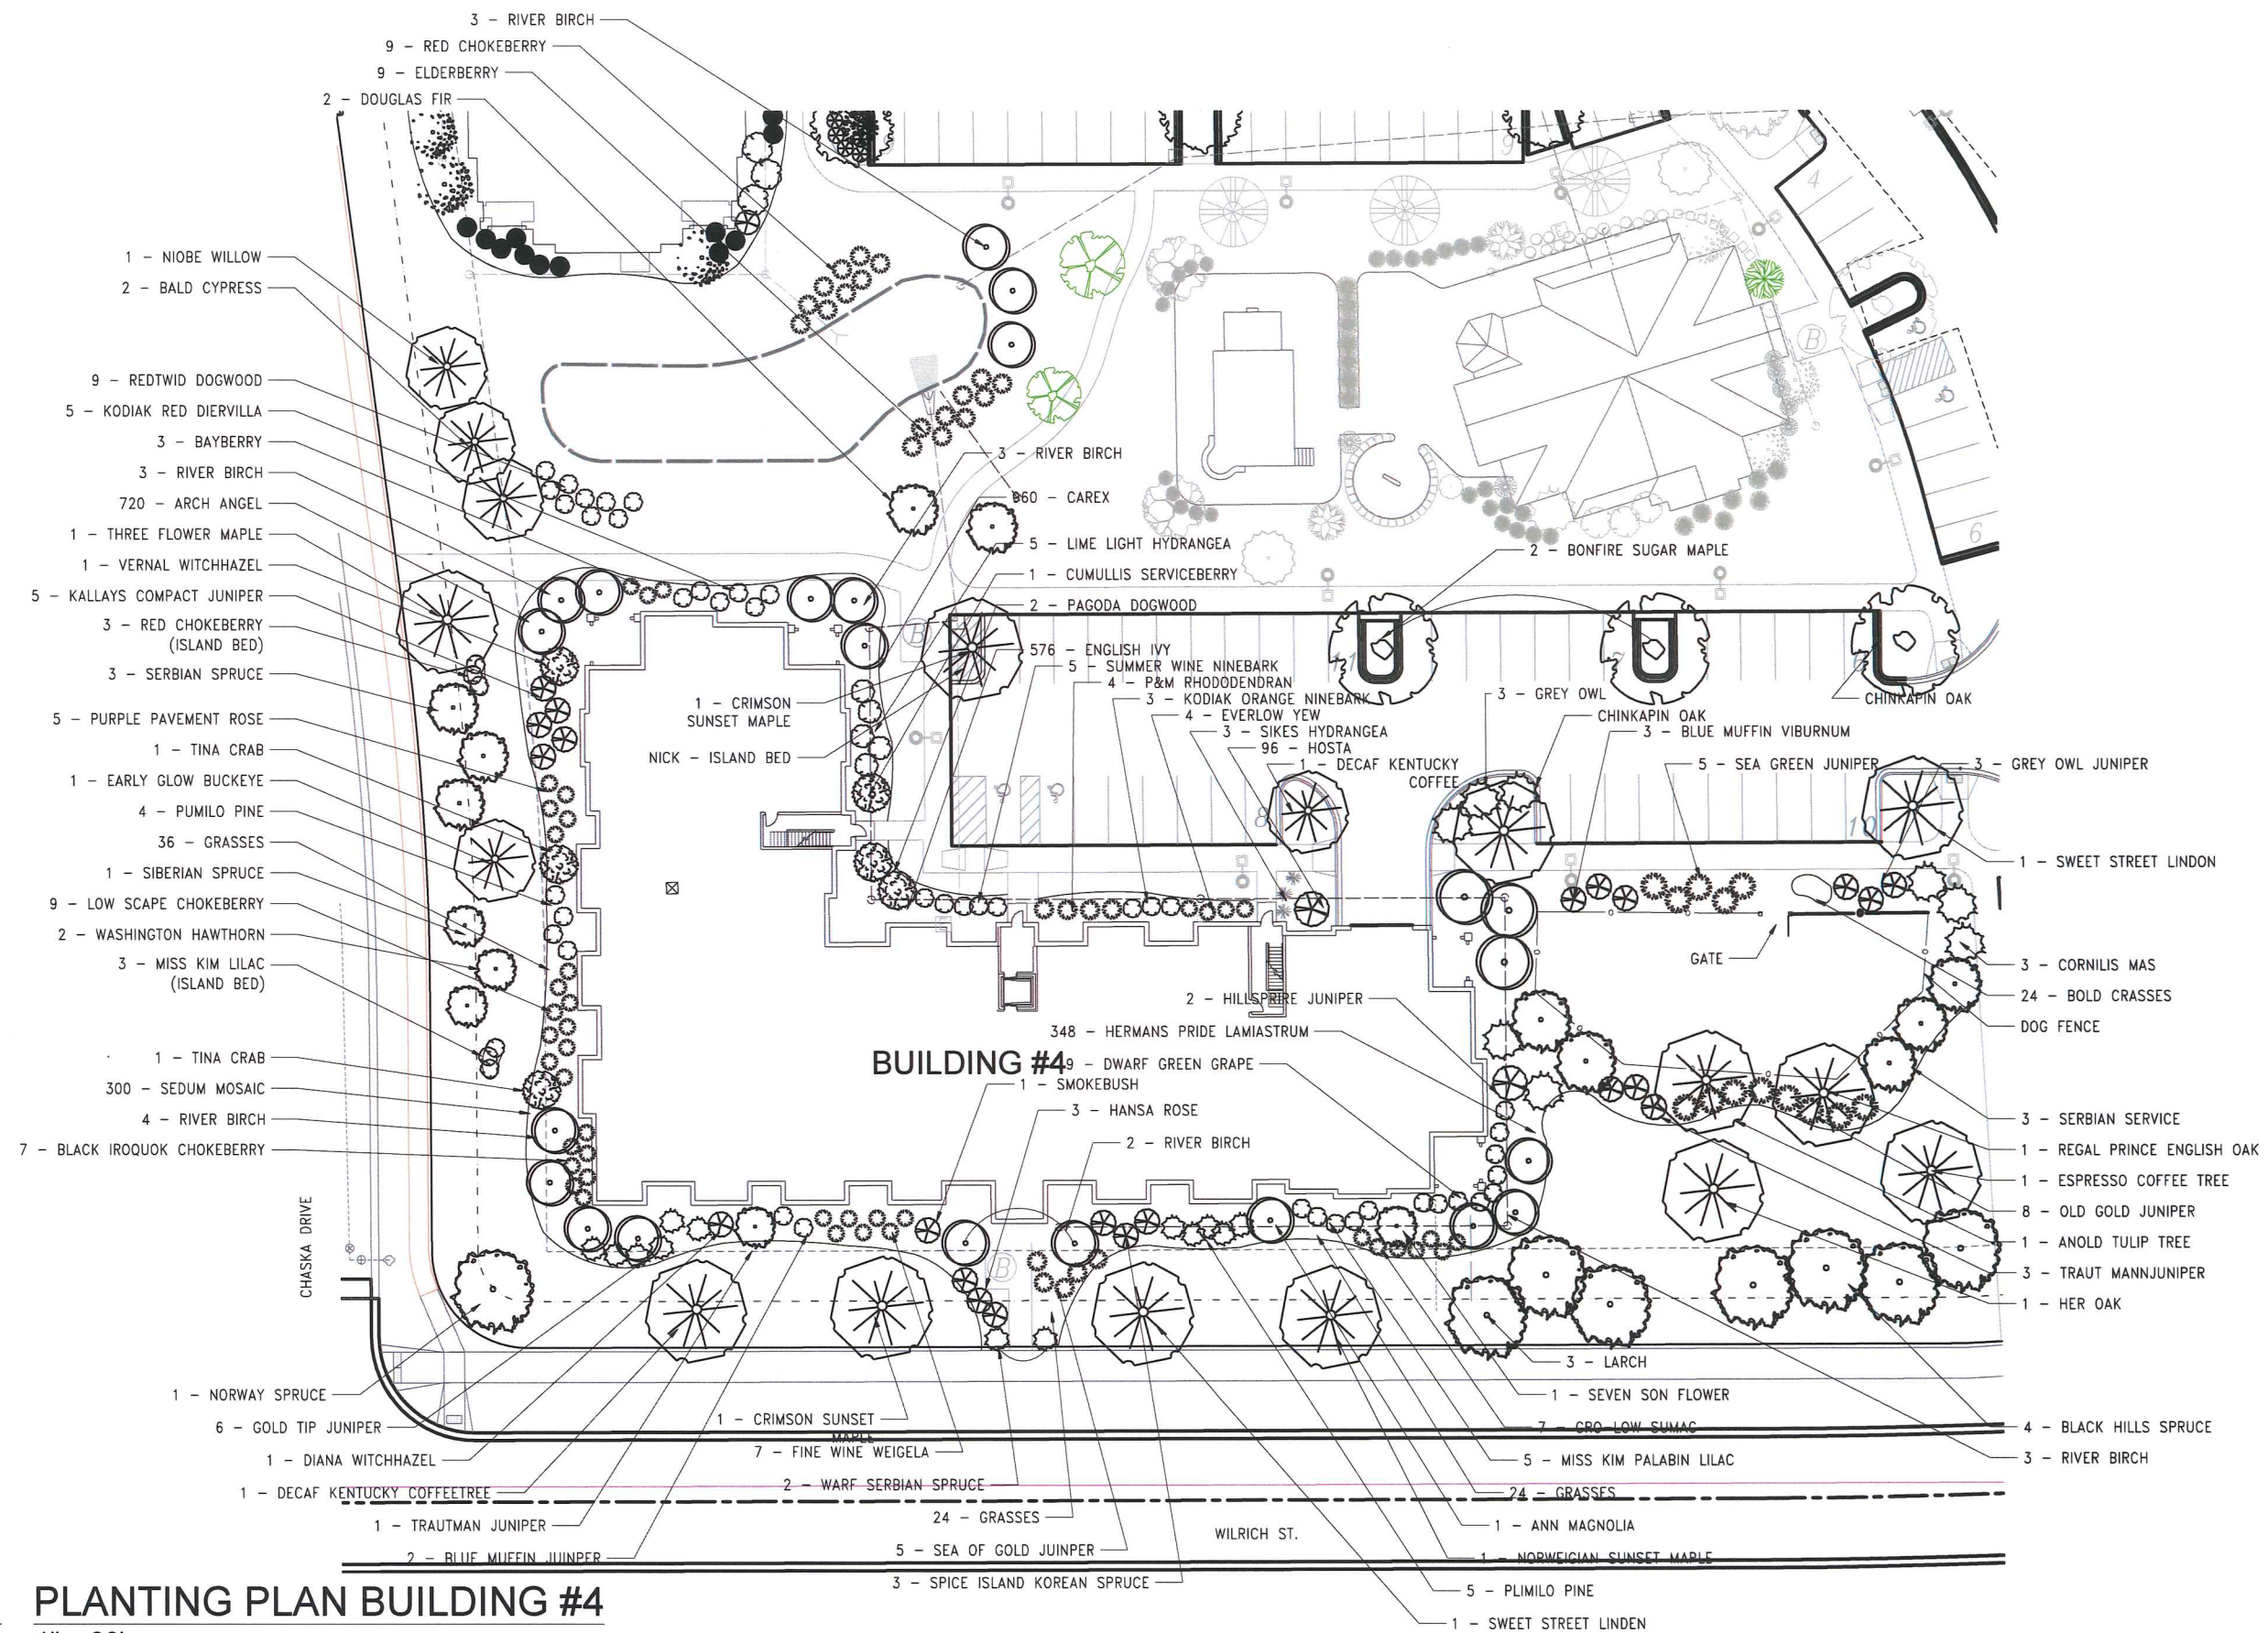 3 – RIVER BIRCH
9 – RED CHOKEBERRY
9 – ELDERBERRY
2 – DOUGLAS FIR
9
4
1 – NIOBE WILLOW
2 – BALD CYPRESS
B
9 – REDTWID DOGWOOD
5 – KODIAK RED DIERVILLA
3 – BAYBERRY
3 – RIVER BIRCH
720 – ARCH ANGEL
1 – THREE FLOWER MAPLE
1 – VERNAL WITCHHAZEL
5 – KALLAYS COMPACT JUNIPER
3 – RED CHOKEBERRY
(ISLAND BED)
3 – SERBIAN SPRUCE
5 – PURPLE PAVEMENT ROSE
1 – TINA CRAB
1 – EARLY GLOW BUCKEYE
4 – PUMILO PINE
36 – GRASSES
1 – SIBERIAN SPRUCE
9 – LOW SCAPE CHOKEBERRY
2 – WASHINGTON HAWTHORN
3 – MISS KIM LILAC
(ISLAND BED)
1 – TINA CRAB
300 – SEDUM MOSAIC
4 – RIVER BIRCH
7 – BLACK IROQUOK CHOKEBERRY
3 – RIVER BIRCH
– CAREX
5 – LIME LIGHT HYDRANGEA
1 – CUMULLIS SERVICEBERRY
2 – PAGODA DOGWOOD
2 – BONFIRE SUGAR MAPLE
6
B
11
576 – ENGLISH IVY
5 – SUMMER WINE NINEBARK
4 – P&M RHODODENDRAN
3 – KODIAK ORANGE NINEBARK
4 – EVERLOW YEW
3 – SIKES HYDRANGEA
96 – HOSTA
1 – DECAF KENTUCKY
COFFEE
1 – CRIMSON
SUNSET MAPLE
NICK – ISLAND BED
3 – GREY OWL
CHINKAPIN OAK
CHINKAPIN OAK
3 – BLUE MUFFIN VIBURNUM
5 – SEA GREEN JUNIPER
3 – GREY OWL JUNIPER
8
10
1 – SWEET STREET LINDON
GATE
3 – CORNILIS MAS
24 – BOLD CRASSES
DOG FENCE
2 – HILLSPRIRE JUNIPER
348 – HERMANS PRIDE LAMIASTRUM
BUILDING #4
9 – DWARF GREEN GRAPE
1 – SMOKEBUSH
3 – HANSA ROSE
2 – RIVER BIRCH
3 – SERBIAN SERVICE
1 – REGAL PRINCE ENGLISH OAK
1 – ESPRESSO COFFEE TREE
8 – OLD GOLD JUNIPER
1 – ANOLD TULIP TREE
3 – TRAUT MANNJUNIPER
1 – HER OAK
CHASKA DRIVE
B
1 – NORWAY SPRUCE
6 – GOLD TIP JUNIPER
1 – DIANA WITCHHAZEL
1 – DECAF KENTUCKY COFFEETREE
1 – TRAUTMAN JUNIPER
2 – BLUE MUFFIN JUINPER
1 – CRIMSON SUNSET
MAPLE
7 – FINE WINE WEIGELA
2 – WARF SERBIAN SPRUCE
24 – GRASSES
5 – SEA OF GOLD JUINPER
3 – SPICE ISLAND KOREAN SPRUCE
WILRICH ST.
3 – LARCH
1 – SEVEN SON FLOWER
7 – GRO-LOW SUMAC
5 – MISS KIM PALABIN LILAC
24 – GRASSES
1 – ANN MAGNOLIA
1 – NORWEIGIAN SUNSET MAPLE
5 – PLIMILO PINE
1 – SWEET STREET LINDEN
4 – BLACK HILLS SPRUCE
3 – RIVER BIRCH
PLANTING PLAN BUILDING #4